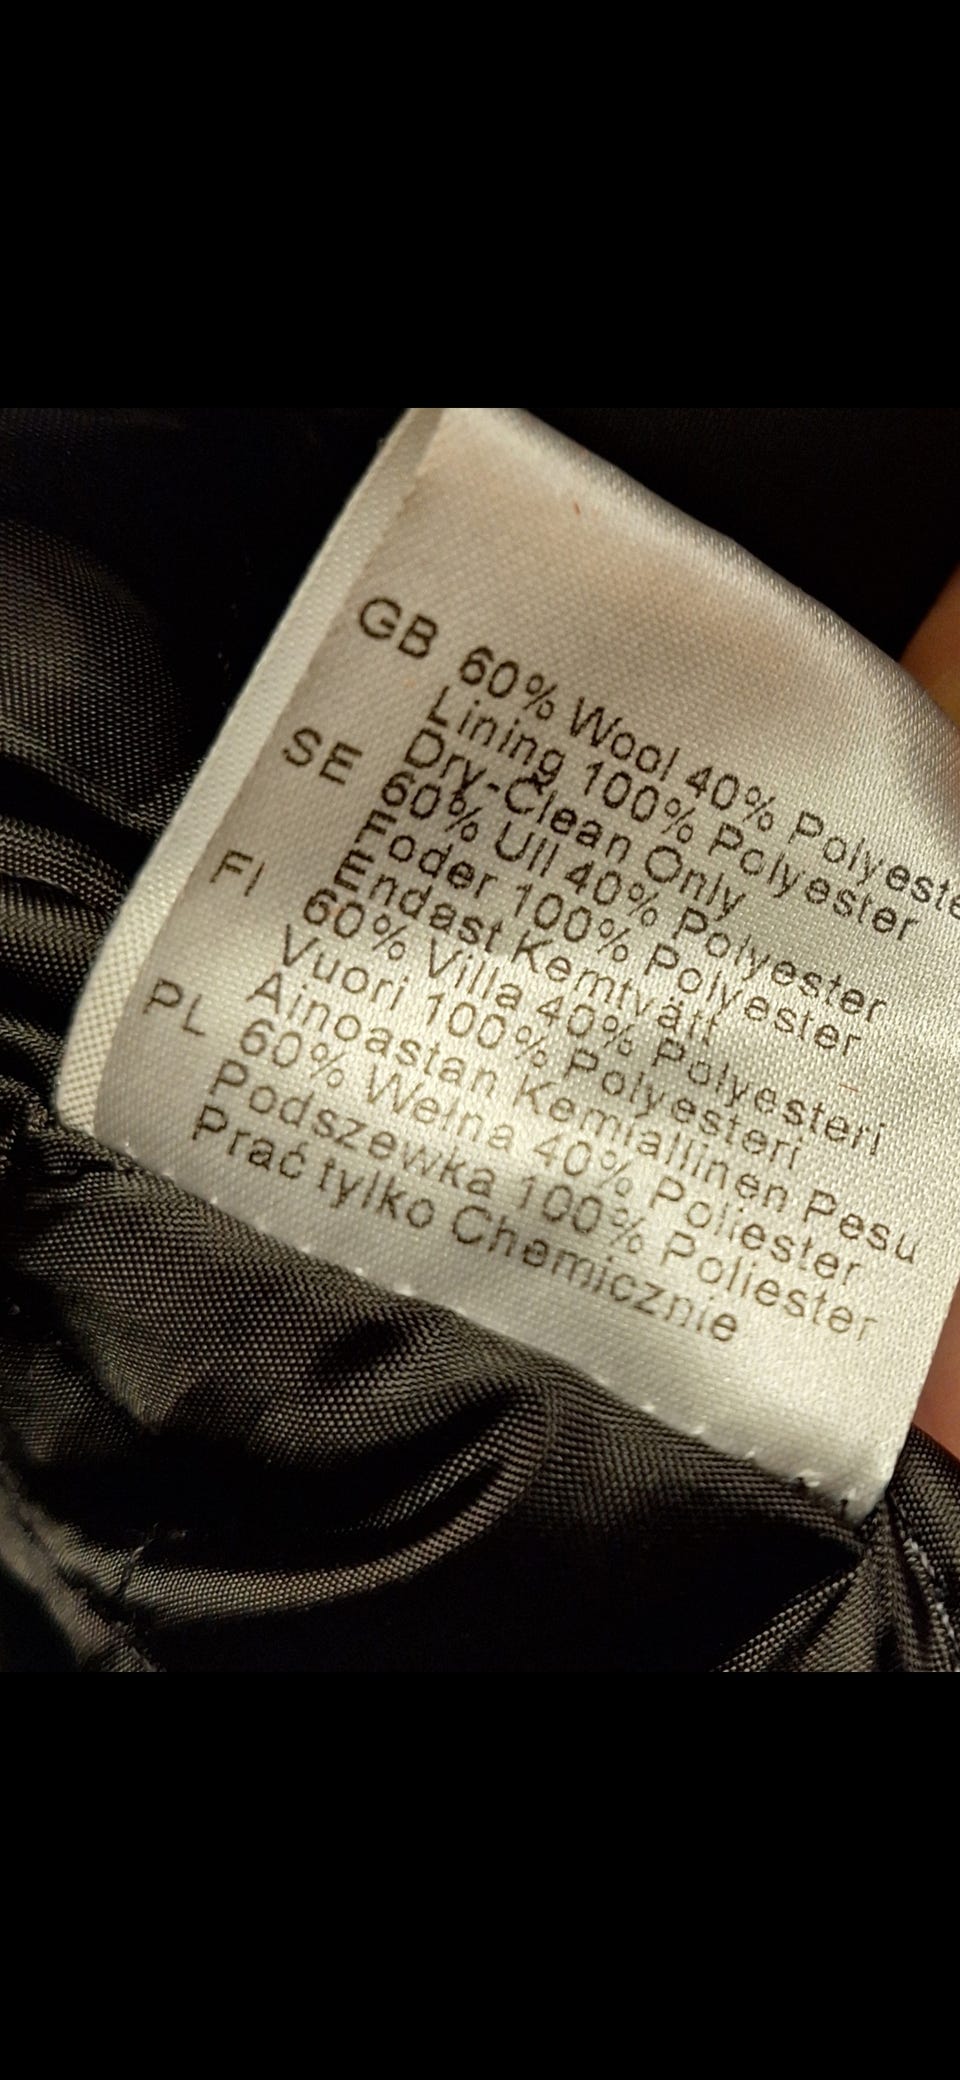 GB 60% Wool 40% Polyeste
Lining 100% Polyester
Dry-Clean Only
SE 60% Ull 40% Polyester
Foder 100% Polyester
Endast Kemtvätt
FI 60% Villa 40% Polyesteri
Vuori 100% Polyesteri
Ainoastan Kemiallinen Pesu
PL 60% Wełna 40% Poliester
Podszewka 100% Poliester
Prać tylko Chemicznie